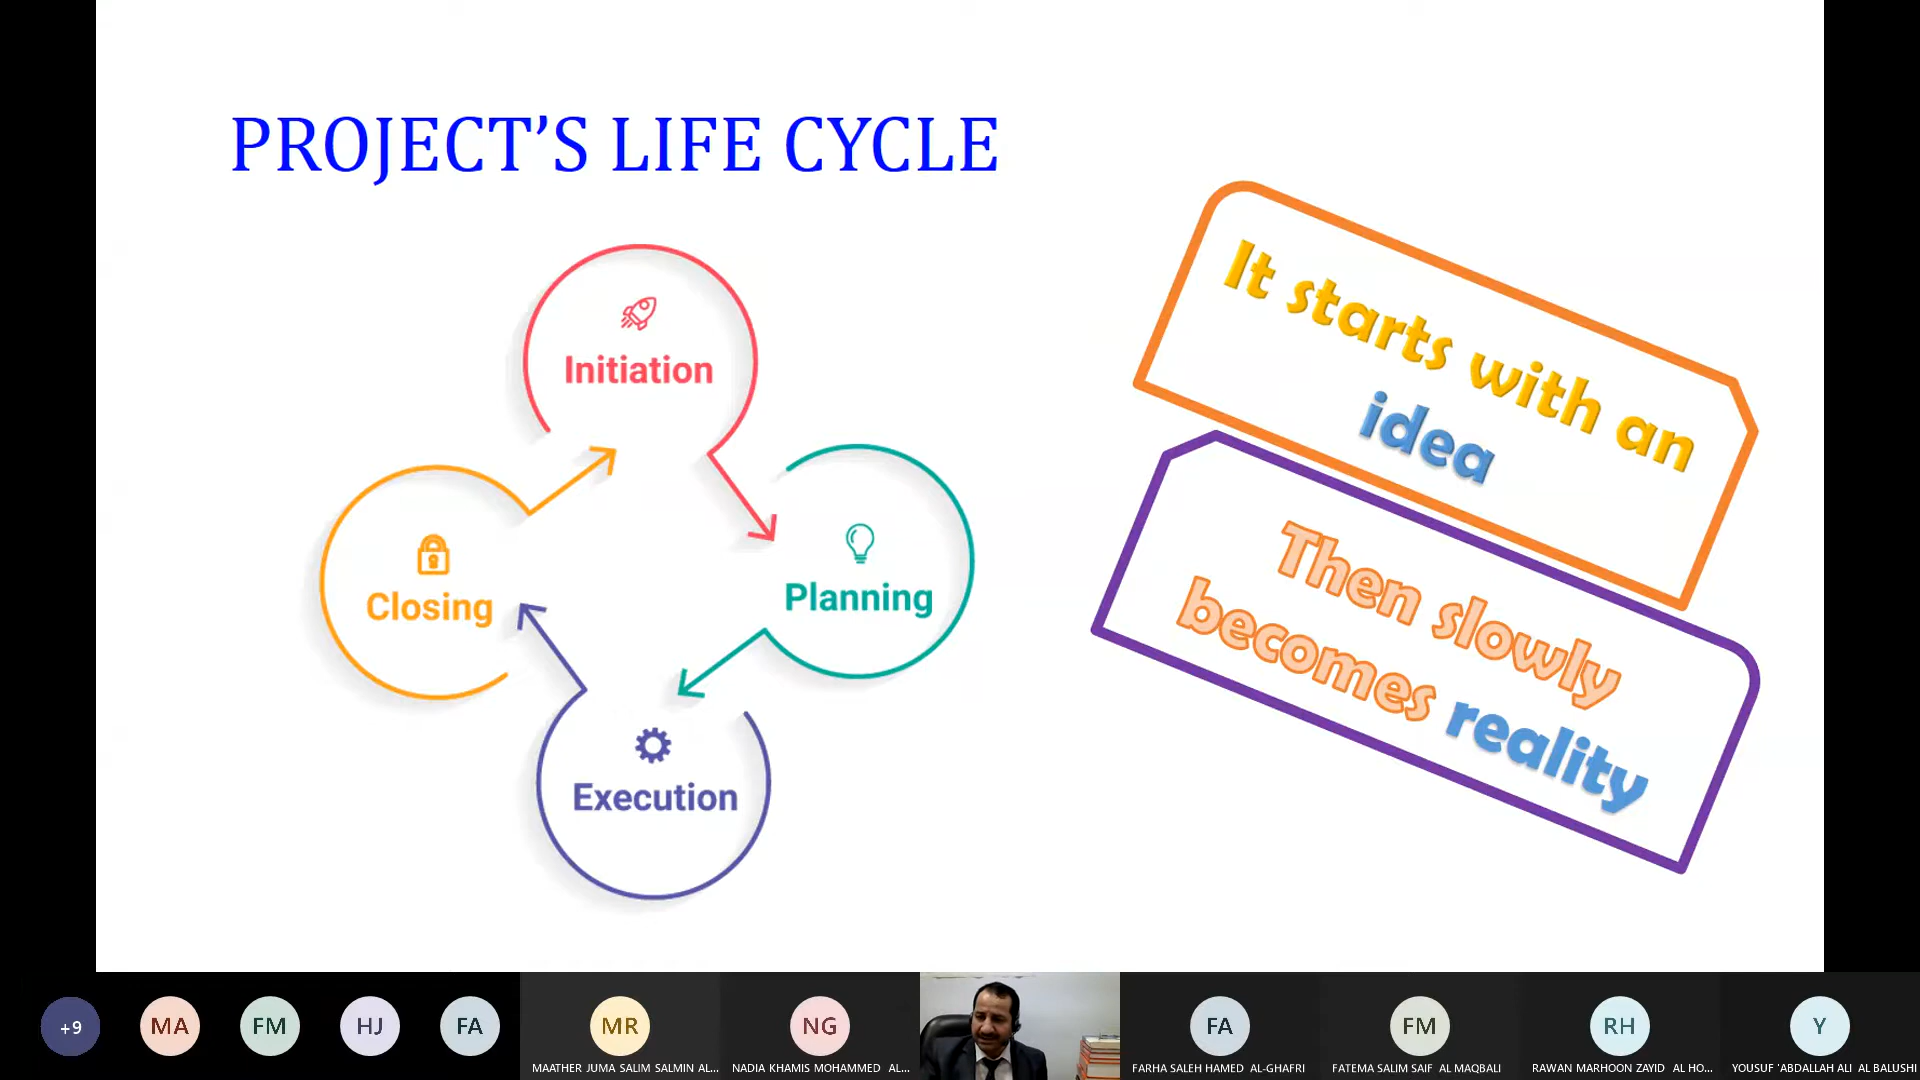 PROJECT’S LIFE CYCLE
Initiation
Planning
Closing
Execution
It starts with an
idea
Then slowly
becomes reality
+9
MA
FM
HJ
FA
MR
MAATHER JUMA SALIM SALMIN AL...
NG
NADIA KHAMIS MOHAMMED AL...
FA
FARHA SALEH HAMED AL-GHAFRI
FM
FATEMA SALIM SAIF AL MAQBALI
RH
RAWAN MARHOON ZAYID AL HO...
Y
YOUSUF 'ABDALLAH ALI AL BALUSHI